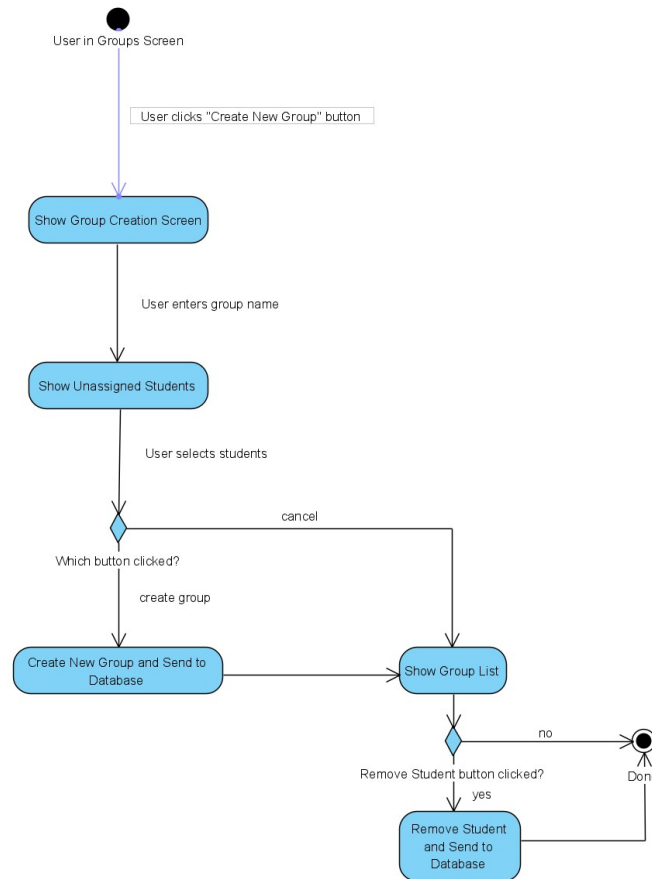 User in Groups Screen
User clicks "Create New Group" button
Show Group Creation Screen
User enters group name
Show Unassigned Students
User selects students
cancel
Which button clicked?
create group
Create New Group and Send to
Database
Show Group List
no
Remove Student button clicked?
Don
yes
Remove Student
and Send to
Database